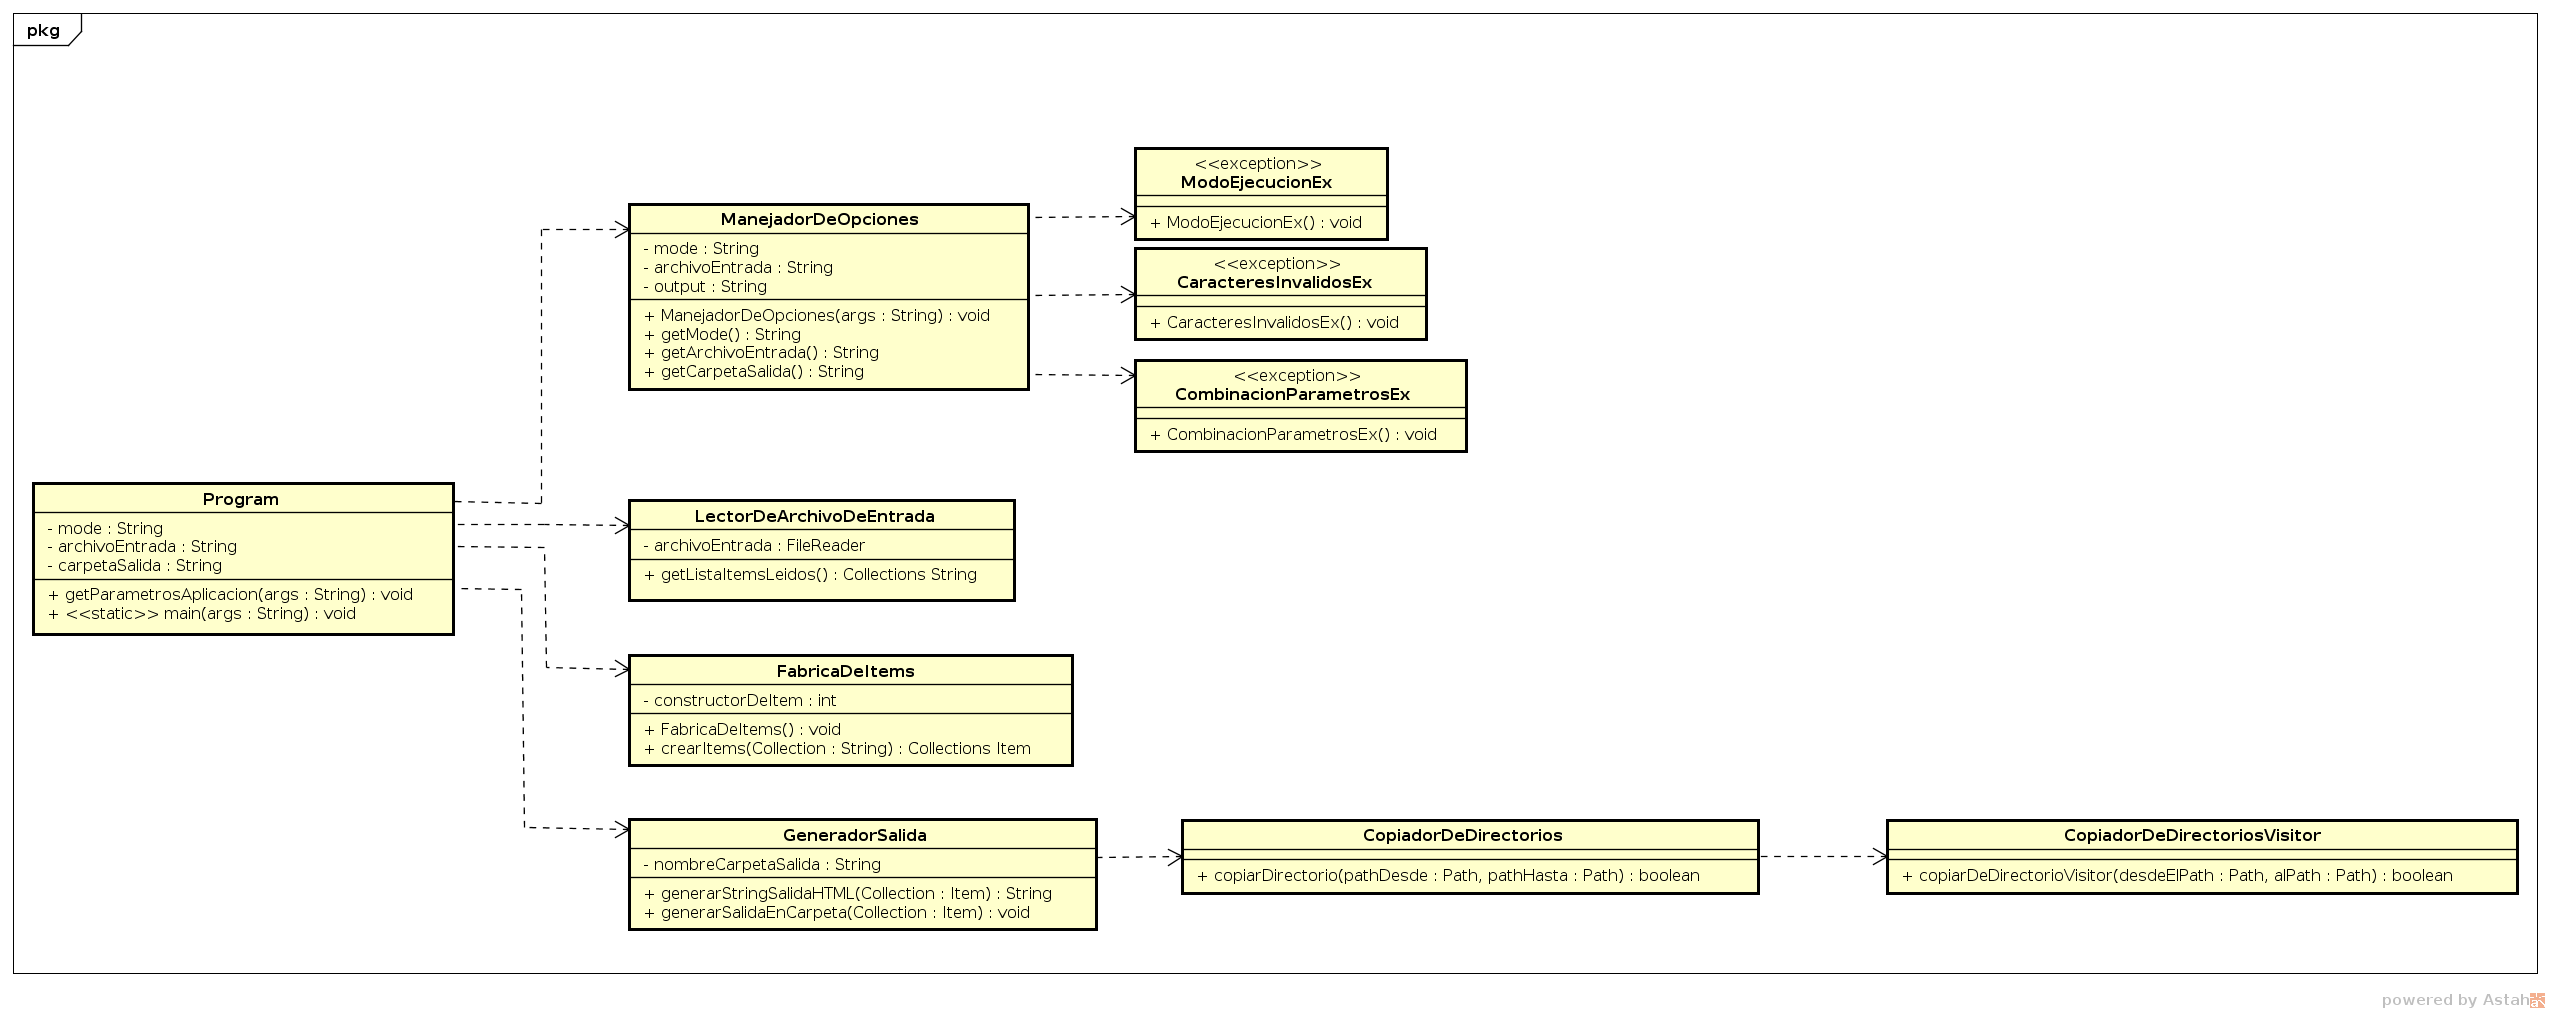 pkg
<<exception>>
ModoEjecucionEx
+ ModoEjecucionEx() : void
ManejadorDeOpciones
- mode : String
- archivoEntrada : String
- output : String
+ ManejadorDeOpciones(args : String) : void
+ getMode() : String
+ getArchivoEntrada() : String
+ getCarpetaSalida() : String
<<exception>>
CaracteresInvalidosEx
+ CaracteresInvalidosEx() : void
<<exception>>
CombinacionParametrosEx
+ CombinacionParametrosEx() : void
Program
- mode : String
- archivoEntrada : String
- carpetaSalida : String
+ getParametrosAplicacion(args : String) : void
+ <<static>> main(args : String) : void
LectorDeArchivoDeEntrada
- archivoEntrada : FileReader
+ getListaItemsLeidos() : Collections String
FabricaDeItems
- constructorDeItem : int
+ FabricaDeItems() : void
+ crearItems(Collection : String) : Collections Item
GeneradorSalida
- nombreCarpetaSalida : String
+ generarStringSalidaHTML(Collection : Item) : String
+ generarSalidaEnCarpeta(Collection : Item) : void
CopiadorDeDirectorios
+ copiarDirectorio(pathDesde : Path, pathHasta : Path) : boolean
CopiadorDeDirectoriosVisitor
+ copiarDeDirectorioVisitor(desdeElPath : Path, alPath : Path) : boolean
powered by Astah